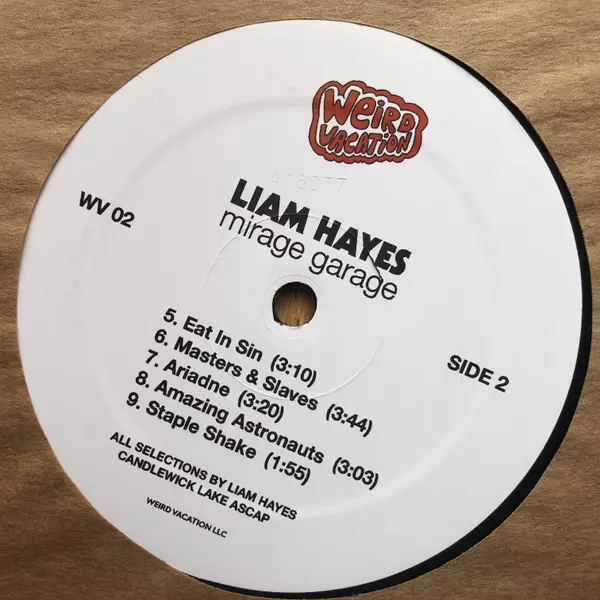 Weird
Vacation
LIAM HAYES
mirage garage
WV 02
SIDE 2
5. Eat In Sin (3:10)
6. Masters & Slaves (3:44)
7. Ariadne (3:20)
8. Amazing Astronauts (3:03)
9. Staple Shake (1:55)
ALL SELECTIONS BY LIAM HAYES
CANDLEWICK LAKE ASCAP
WEIRD VACATION LLC